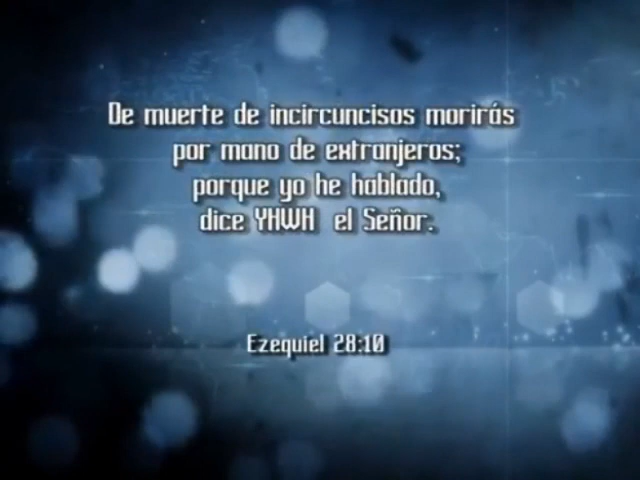 De muerte de incircuncisos morirás
por mano de extranjeros;
porque yo he hablado,
dice YHWH el Señor.
Ezequiel 28:10